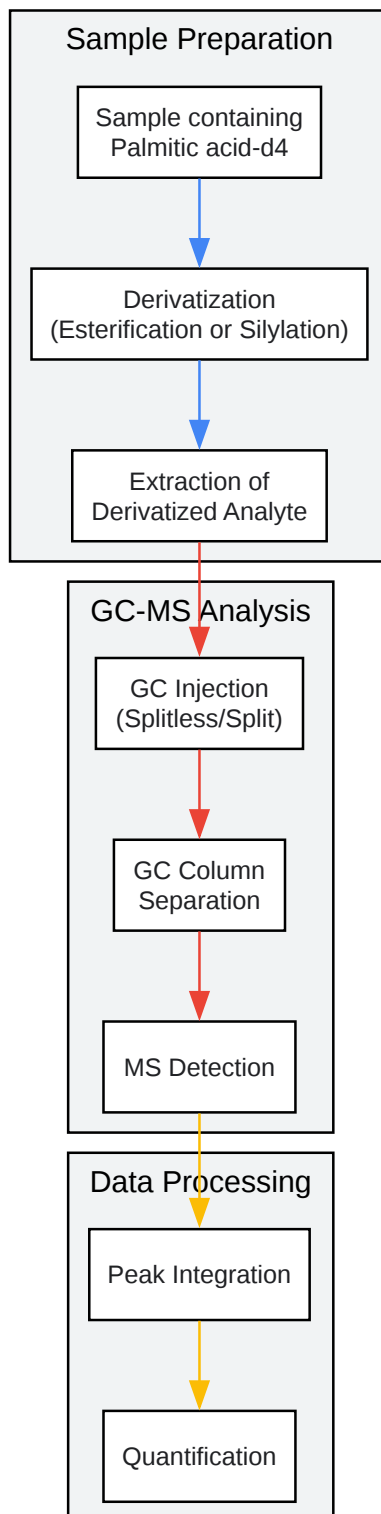 Sample Preparation
Sample containing
Palmitic acid-d4
Derivatization
(Esterification or Silylation)
Extraction of
Derivatized Analyte
GC-MS Analysis
GC Injection
(Splitless/Split)
GC Column
Separation
MS Detection
Data Processing
Peak Integration
Quantification